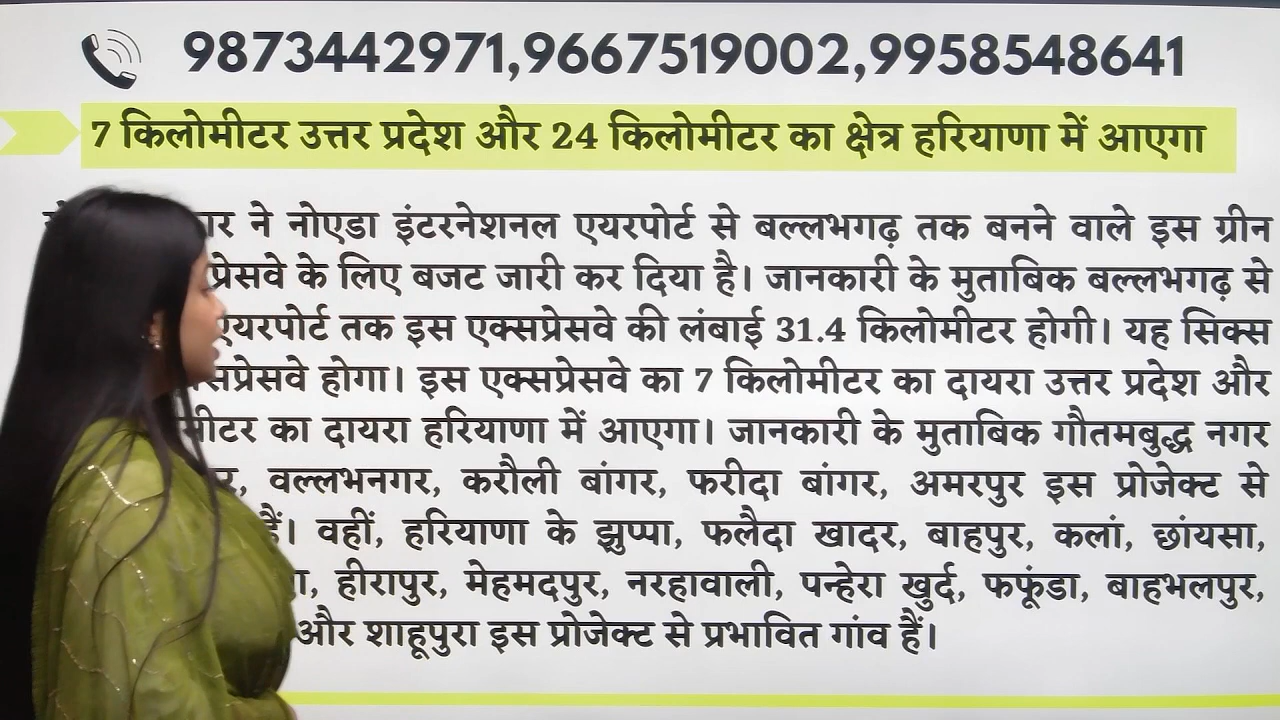 9873442971,9667519002,9958548641
7 किलोमीटर उत्तर प्रदेश और 24 किलोमीटर का क्षेत्र हरियाणा में आएगा
ने नोएडा इंटरनेशनल एयरपोर्ट से बल्लभगढ़ तक बनने वाले इस ग्रीन
के लिए बजट जारी कर दिया है। जानकारी के मुताबिक बल्लभगढ़ से
एयरपोर्ट तक इस एक्सप्रेसवे की लंबाई 31.4 किलोमीटर होगी। यह सिक्स
होगा। इस एक्सप्रेसवे का 7 किलोमीटर का दायरा उत्तर प्रदेश और
का दायरा हरियाणा में आएगा। जानकारी के मुताबिक गौतमबुद्ध नगर
वल्लभनगर, करौली बांगर, फरीदा बांगर, अमरपुर इस प्रोजेक्ट से
हैं। वहीं, हरियाणा के झुप्पा, फलैदा खादर, बाहपुर, कलां, छांयसा,
हीरापुर, मेहमदपुर, नरहावाली, पन्हेरा खुर्द, फफूंडा, बाहभलपुर,
और शाहूपुरा इस प्रोजेक्ट से प्रभावित गांव हैं।